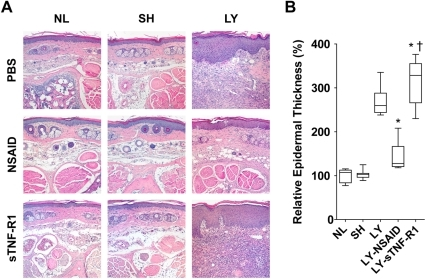 A
NL
SH
LY
PBS
NSAID
sTNF-R1
B
Relative Epidermal Thickness (%)
400
300
200
100
0
*
* †
NL
SH
LY
LY-NSAID
LY-sTNF-R1